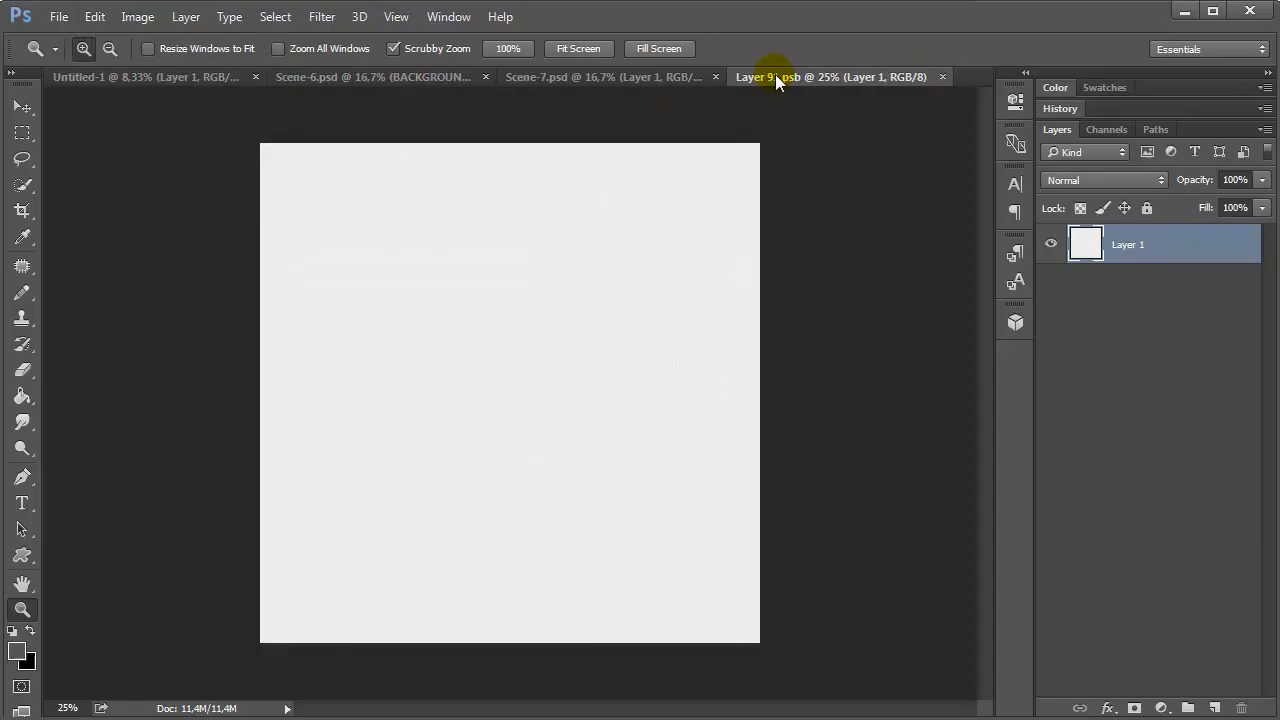 Ps File Edit Image Layer Type Select Filter 3D View Window Help
Resize Windows to Fit Zoom All Windows Scrubby Zoom 100% Fit Screen Fill Screen Essentials
Untitled-1 @ 8,33% (Layer 1, RGB/... Scene-6.psd @ 16,7% (BACKGROUN... Scene-7.psd @ 16,7% (Layer 1, RGB/... Layer @ 25% (Layer 1, RGB/8)
Color Swatches
History
Layers Channels Paths
Kind
Normal Opacity: 100%
Lock: Fill: 100%
Layer 1
25% Doc: 11,4M/11,4M